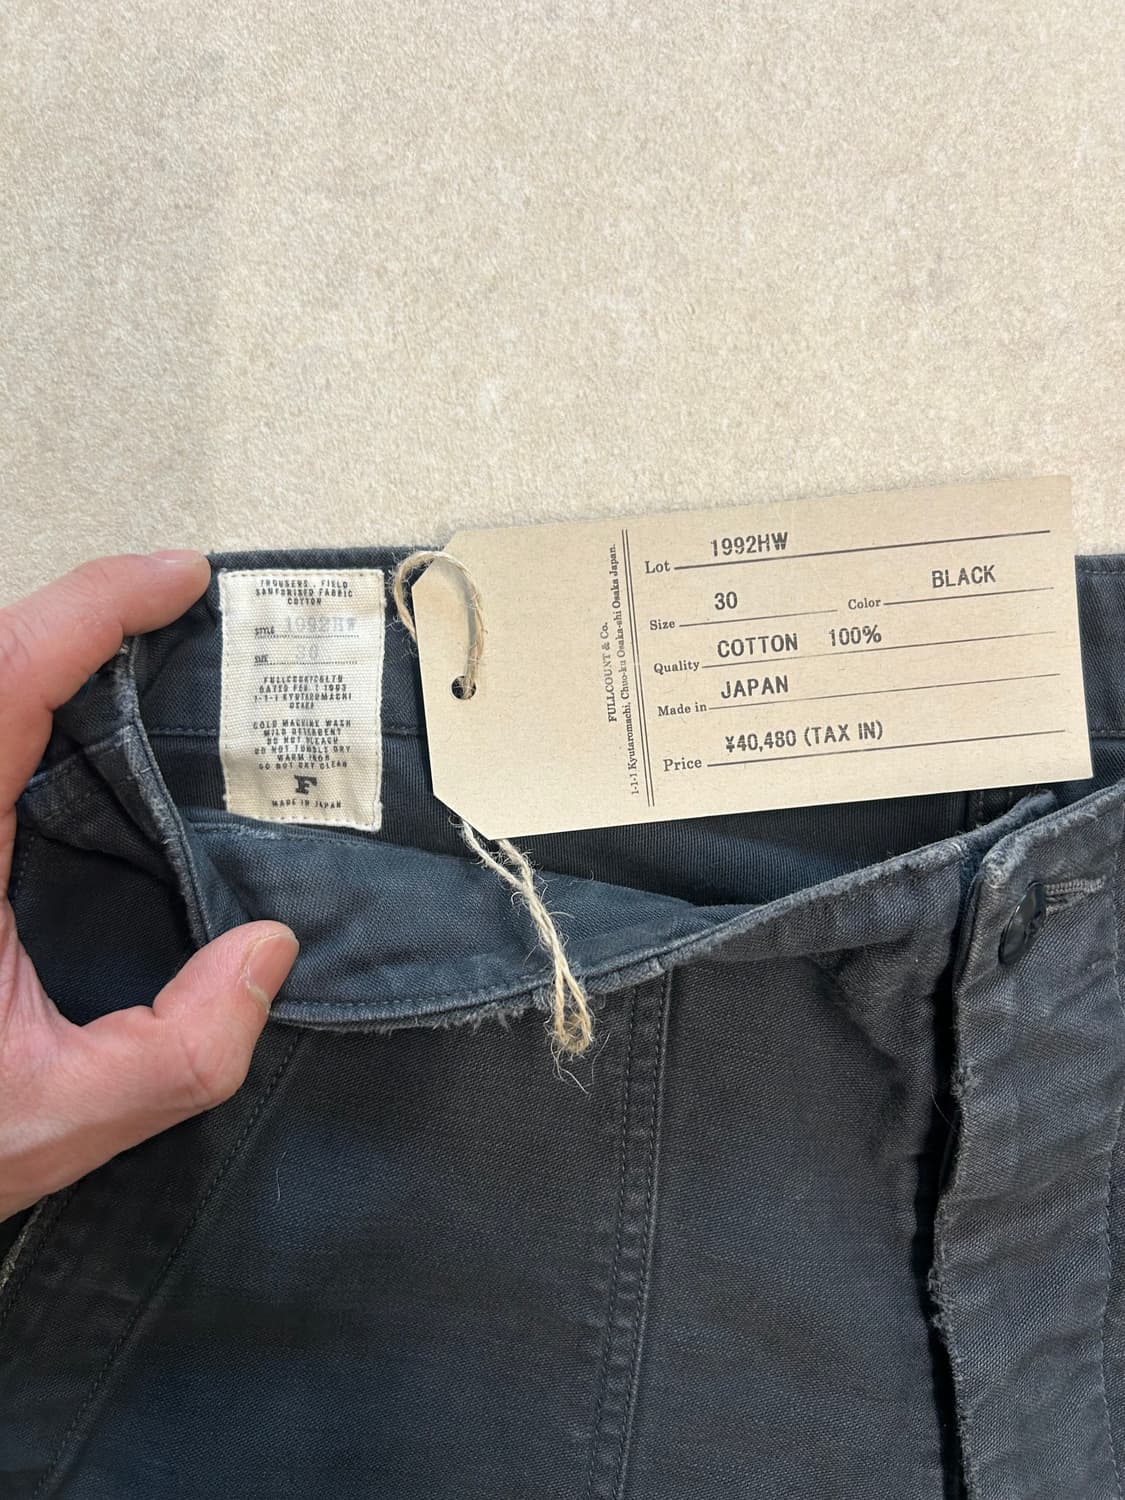 TROUSERS . FIELD
SANFORISED FABRIC
COTTON
STYLE 1992HW
SIZE 30
DATED FEB. 1 1993
1-1-1 KYUTAROMACHI
OSAKA
COLD MACHINE WASH
MILD DETERGENT
DO NOT BLEACH
DO NOT TUMBLE DRY
WARM IRON
DO NOT DRY CLEAN
F
MADE IN JAPAN
FULLCOUNT & Co.
1-1-1 Kyutaromachi, Chuo-ku Osaka-shi Osaka Japan.
Lot 1992HW
Size 30 Color BLACK
Quality COTTON 100%
Made in JAPAN
Price ¥40,480 (TAX IN)